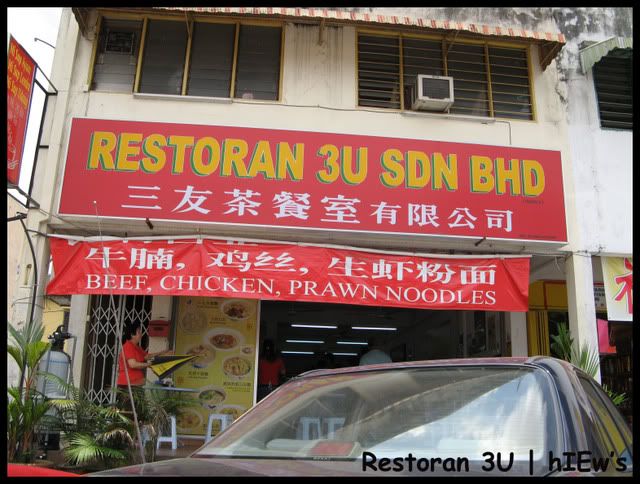 RESTORAN 3U SDN BHD
三友茶餐室有限公司
牛腩, 鸡丝, 生虾粉面
BEEF, CHICKEN, PRAWN NOODLES
Restoran 3U | hIEw's